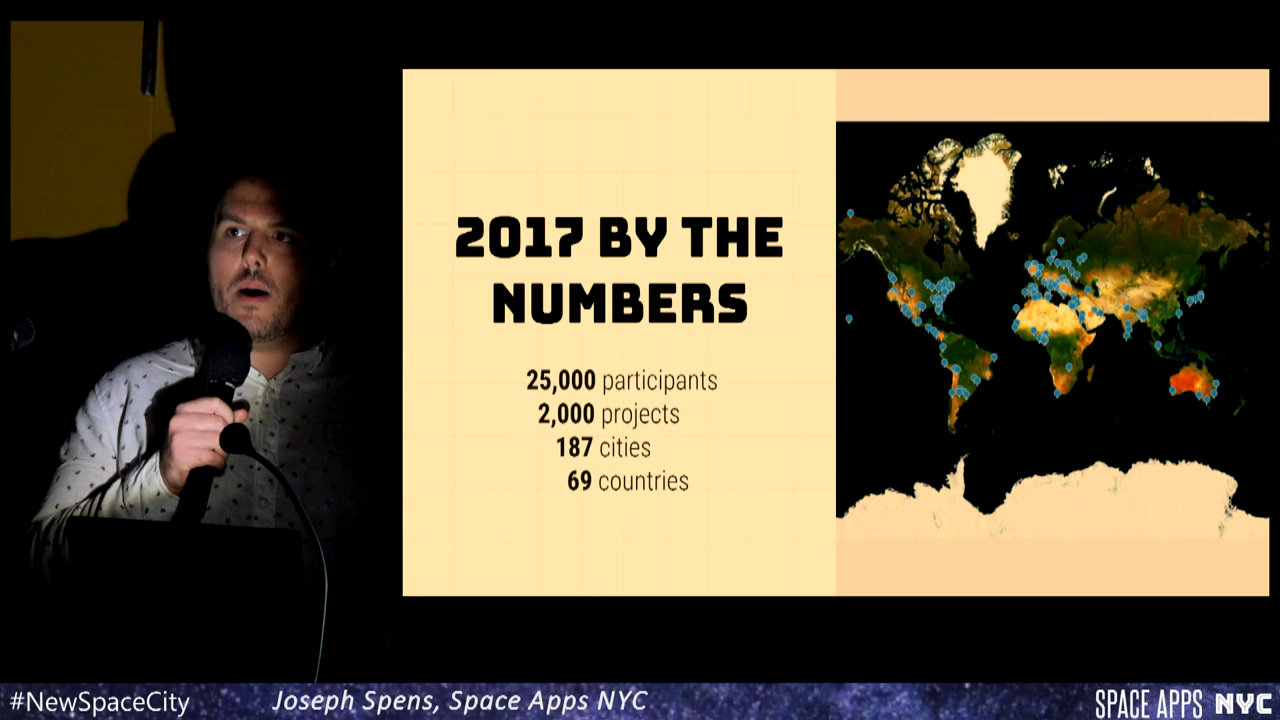 2017 BY THE
NUMBERS
25,000 participants
2,000 projects
187 cities
69 countries
#NewSpaceCity
Joseph Spens, Space Apps NYC
SPACE APPS NYC